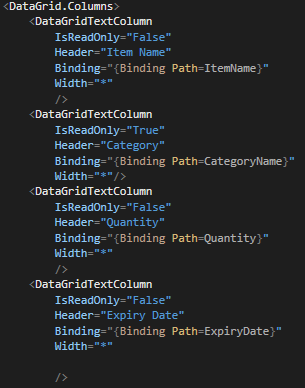 <DataGrid.Columns>
<DataGridTextColumn
IsReadOnly="False"
Header="Item Name"
Binding="{Binding Path=ItemName}"
Width="*"
/>
<DataGridTextColumn
IsReadOnly="True"
Header="Category"
Binding="{Binding Path=CategoryName}"
Width="*"/>
<DataGridTextColumn
IsReadOnly="False"
Header="Quantity"
Binding="{Binding Path=Quantity}"
Width="*"
/>
<DataGridTextColumn
IsReadOnly="False"
Header="Expiry Date"
Binding="{Binding Path=ExpiryDate}"
Width="*"
/>